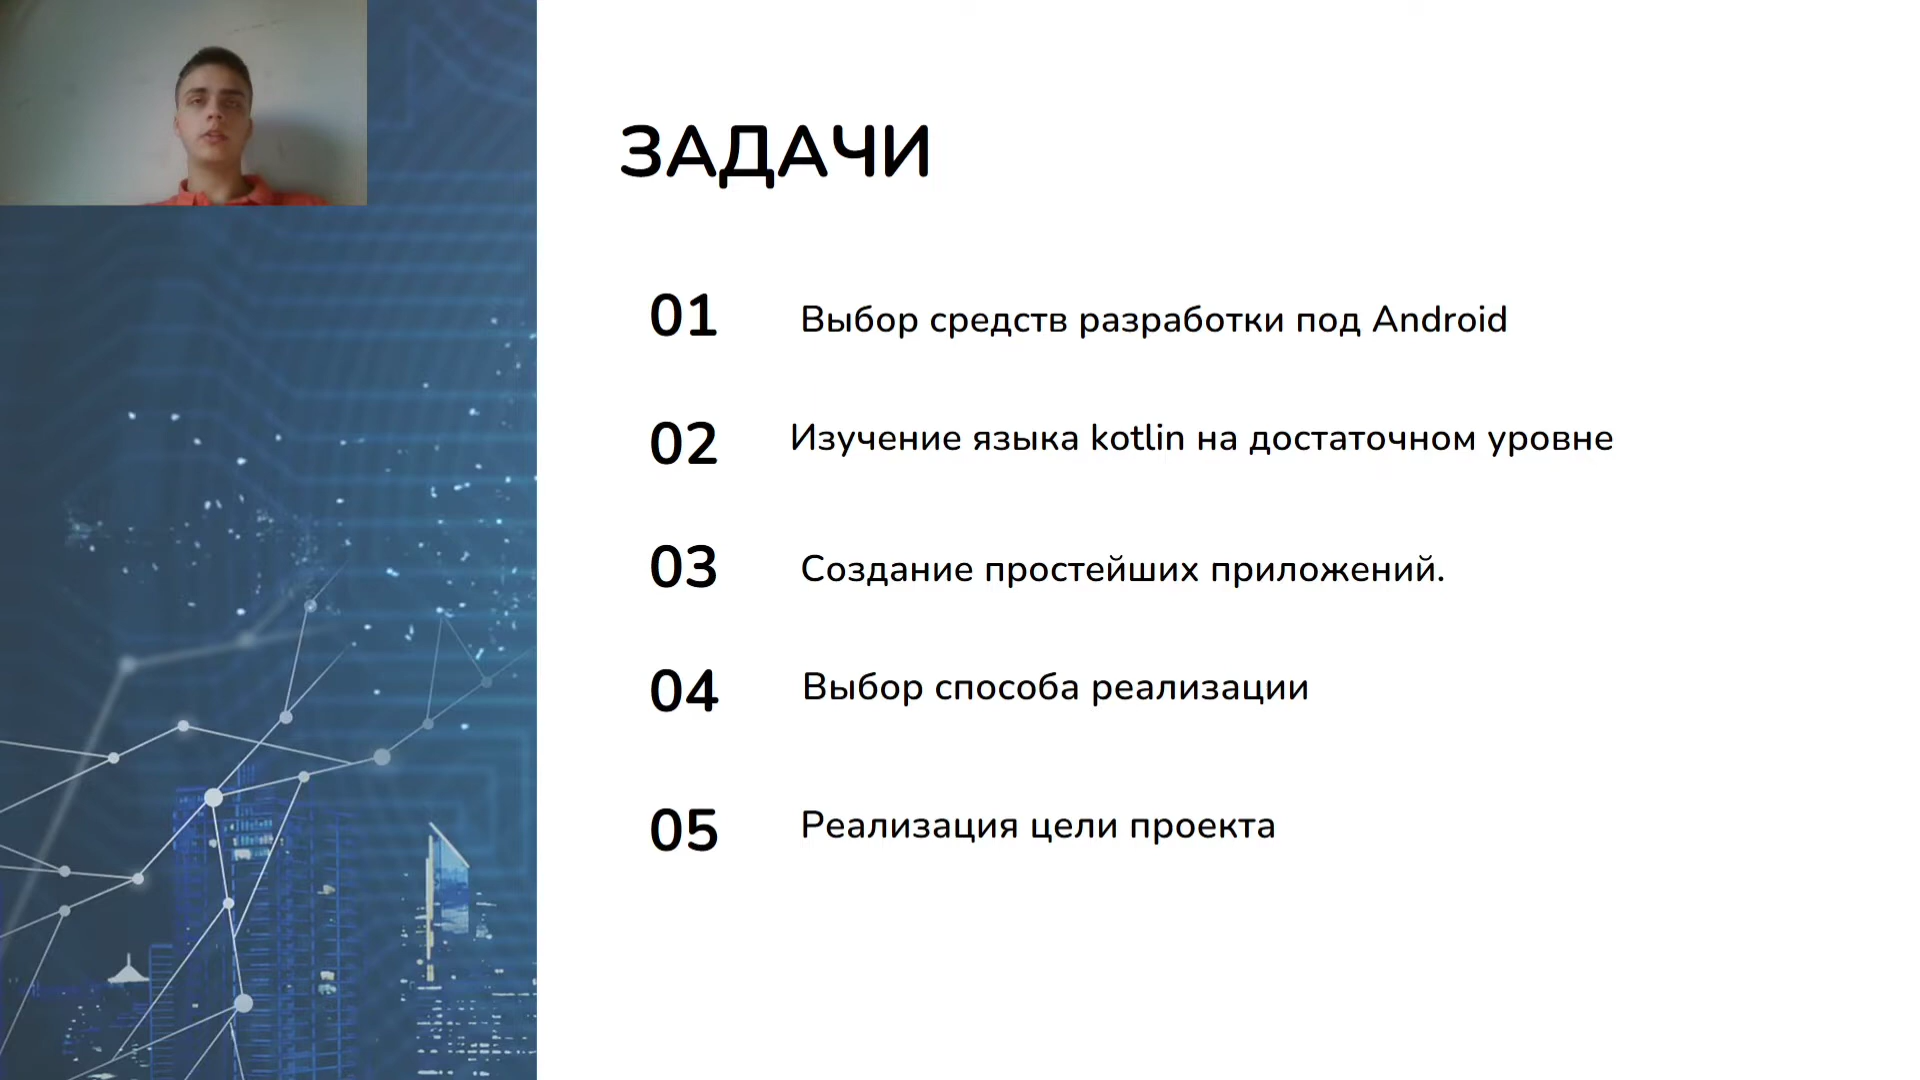 ЗАДАЧИ
01 Выбор средств разработки под Android
02 Изучение языка kotlin на достаточном уровне
03 Создание простейших приложений.
04 Выбор способа реализации
05 Реализация цели проекта